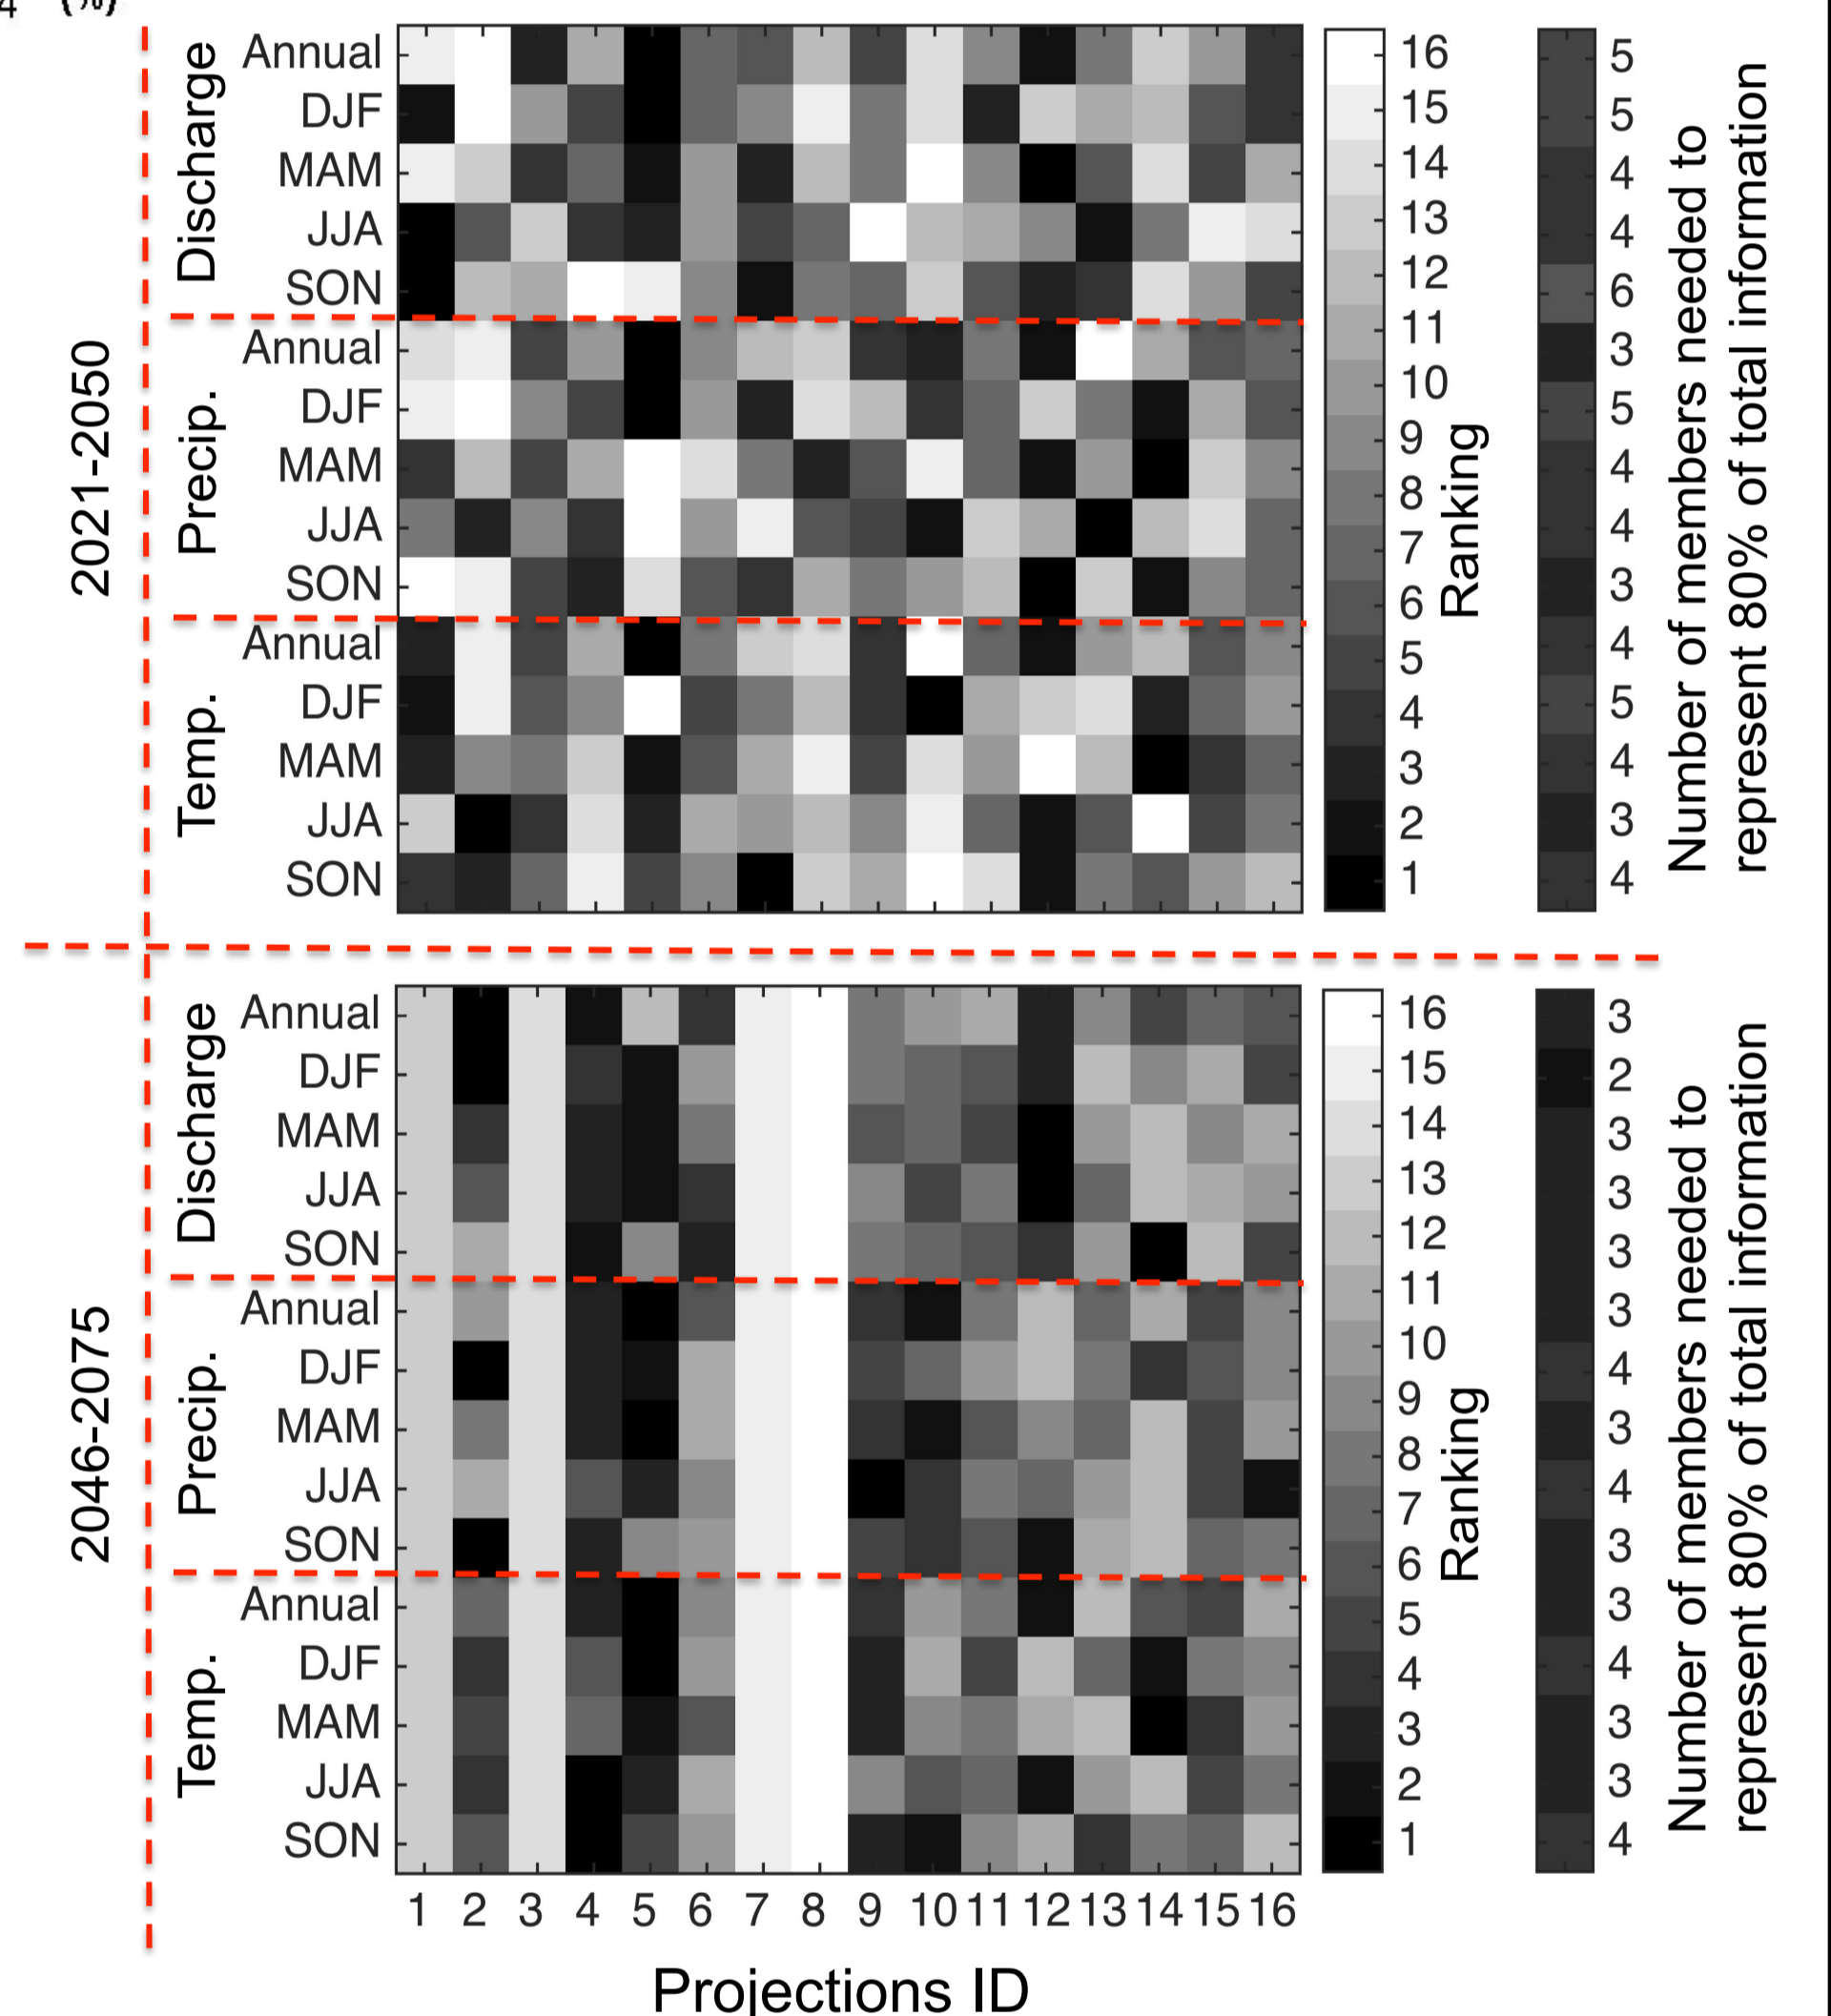 4 (%)
2021-2050
Discharge
Annual
DJF
MAM
JJA
SON
Precip.
Annual
DJF
MAM
JJA
SON
Temp.
Annual
DJF
MAM
JJA
SON
16
15
14
13
12
11
10
9
8
7
6
5
4
3
2
1
Ranking
5
5
4
4
6
3
5
4
4
3
4
5
4
3
4
Number of members needed to
represent 80% of total information
2046-2075
Discharge
Annual
DJF
MAM
JJA
SON
Precip.
Annual
DJF
MAM
JJA
SON
Temp.
Annual
DJF
MAM
JJA
SON
16
15
14
13
12
11
10
9
8
7
6
5
4
3
2
1
Ranking
3
2
3
3
3
3
4
3
4
3
3
4
3
3
4
Number of members needed to
represent 80% of total information
1 2 3 4 5 6 7 8 9 10 11 12 13 14 15 16
Projections ID